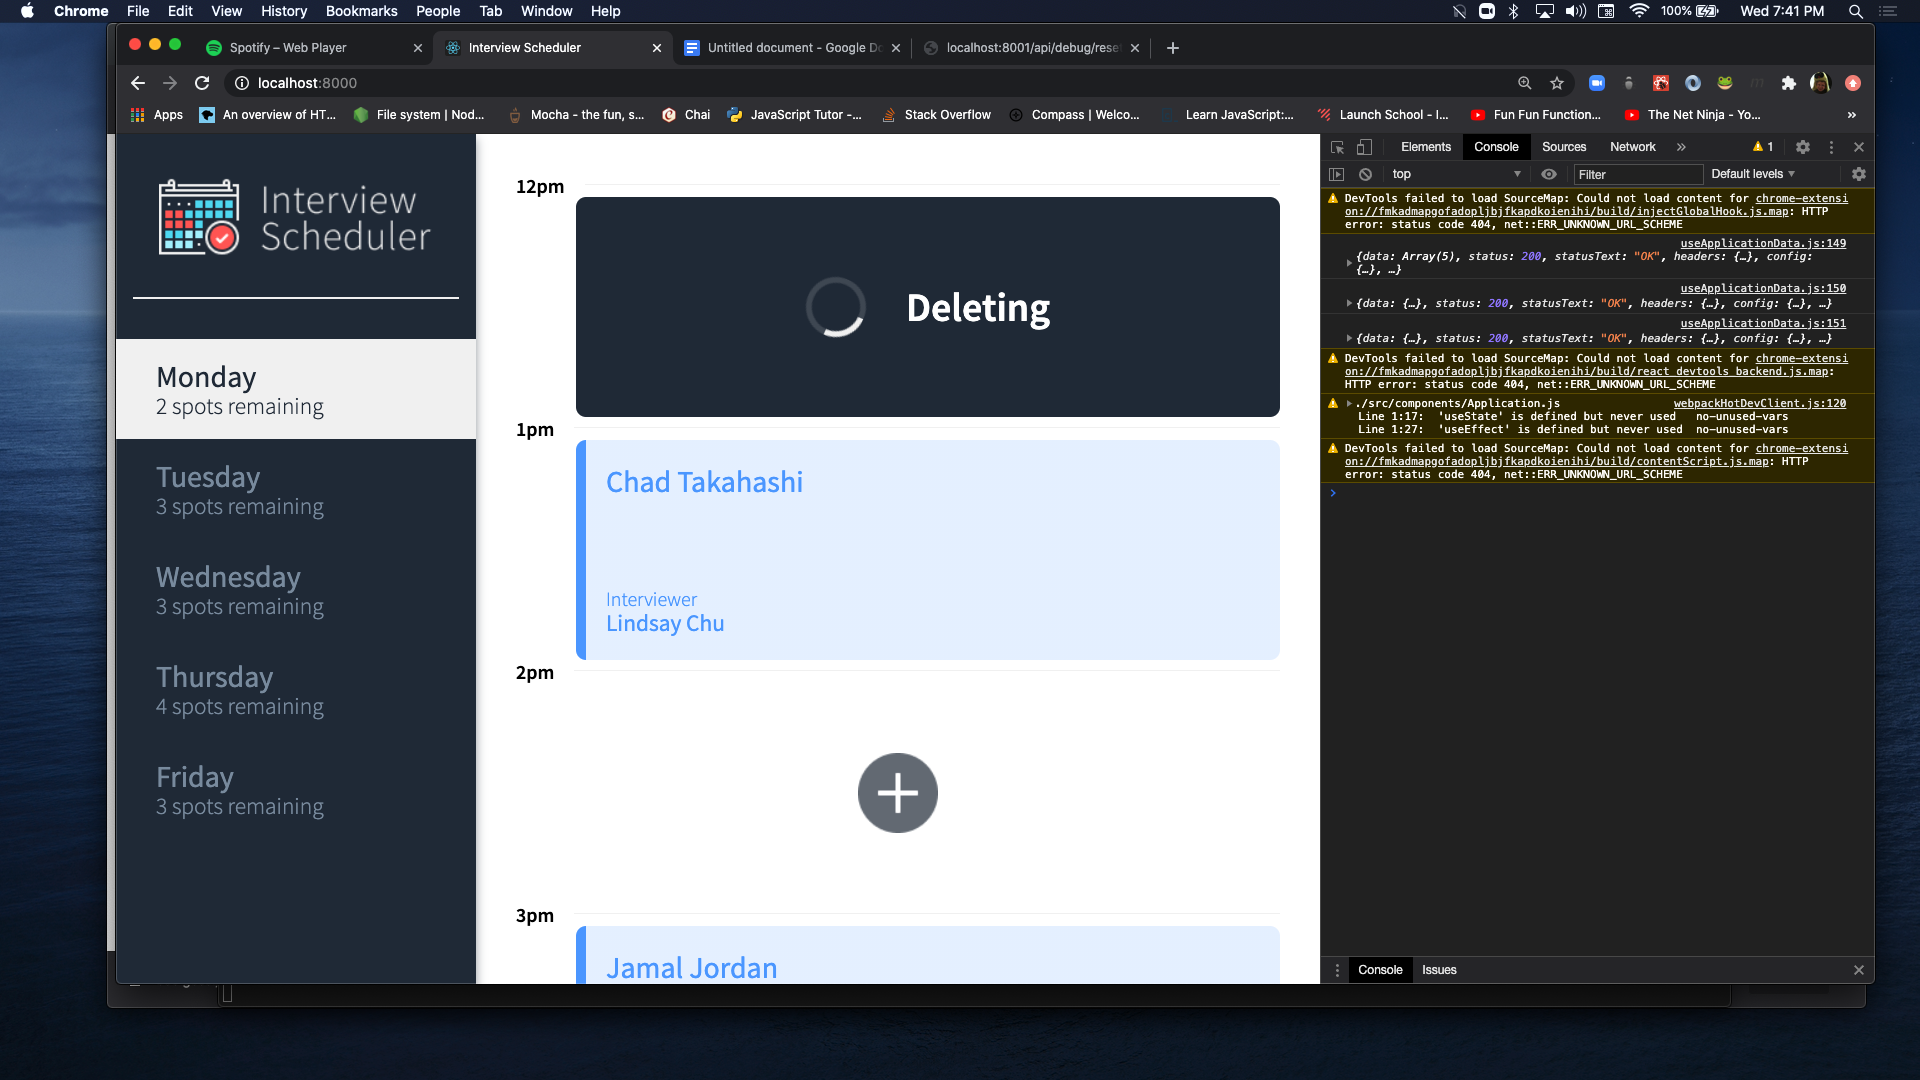 Chrome File Edit View History Bookmarks People Tab Window Help 100% Wed 7:41 PM
Spotify – Web Player Interview Scheduler Untitled document - Google Do localhost:8001/api/debug/rese
localhost:8000
Apps An overview of HT... File system | Nod... Mocha - the fun, s... Chai JavaScript Tutor -... Stack Overflow Compass | Welco... Learn JavaScript:... Launch School - I... Fun Fun Function... The Net Ninja - Yo... »
Interview
Scheduler
Monday
2 spots remaining
Tuesday
3 spots remaining
Wednesday
3 spots remaining
Thursday
4 spots remaining
Friday
3 spots remaining
12pm
Deleting
1pm
Chad Takahashi
Interviewer
Lindsay Chu
2pm
3pm
Jamal Jordan
Elements Console Sources Network » 1
top Filter Default levels
DevTools failed to load SourceMap: Could not load content for chrome-extensi
on://fmkadmapgofadopljbjfkapdkoienihi/build/injectGlobalHook.js.map: HTTP
error: status code 404, net::ERR_UNKNOWN_URL_SCHEME
useApplicationData.js:149
{data: Array(5), status: 200, statusText: "OK", headers: {…}, config:
{…}, …}
useApplicationData.js:150
{data: {…}, status: 200, statusText: "OK", headers: {…}, config: {…}, …}
useApplicationData.js:151
{data: {…}, status: 200, statusText: "OK", headers: {…}, config: {…}, …}
DevTools failed to load SourceMap: Could not load content for chrome-extensi
on://fmkadmapgofadopljbjfkapdkoienihi/build/react_devtools_backend.js.map:
HTTP error: status code 404, net::ERR_UNKNOWN_URL_SCHEME
./src/components/Application.js webpackHotDevClient.js:120
Line 1:17: 'useState' is defined but never used no-unused-vars
Line 1:27: 'useEffect' is defined but never used no-unused-vars
DevTools failed to load SourceMap: Could not load content for chrome-extensi
on://fmkadmapgofadopljbjfkapdkoienihi/build/contentScript.js.map: HTTP
error: status code 404, net::ERR_UNKNOWN_URL_SCHEME
Console Issues